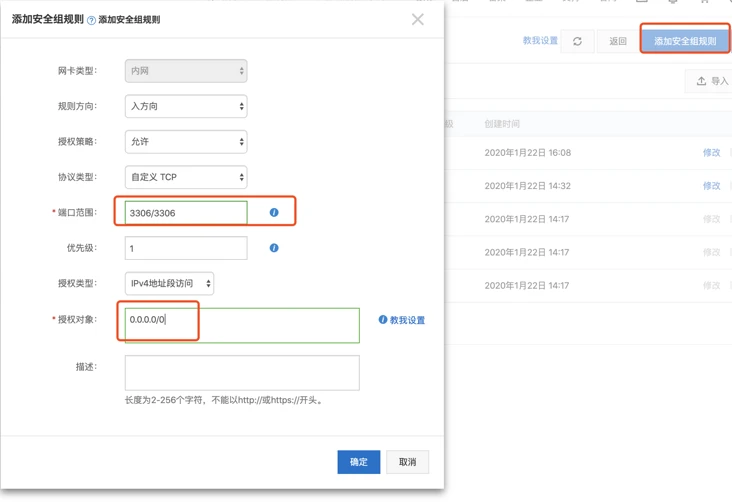 添加安全组规则 ? 添加安全组规则
网卡类型： 内网
规则方向： 入方向
授权策略： 允许
协议类型： 自定义 TCP
* 端口范围： 3306/3306
优先级： 1
授权类型： IPv4地址段访问
* 授权对象： 0.0.0.0/0
教我设置
描述：
长度为2-256个字符，不能以http://或https://开头。
确定 取消
教我设置 返回 添加安全组规则
导入
级 创建时间
2020年1月22日 16:08 修改
2020年1月22日 14:32 修改
2020年1月22日 14:17 修改
2020年1月22日 14:17 修改
2020年1月22日 14:17 修改